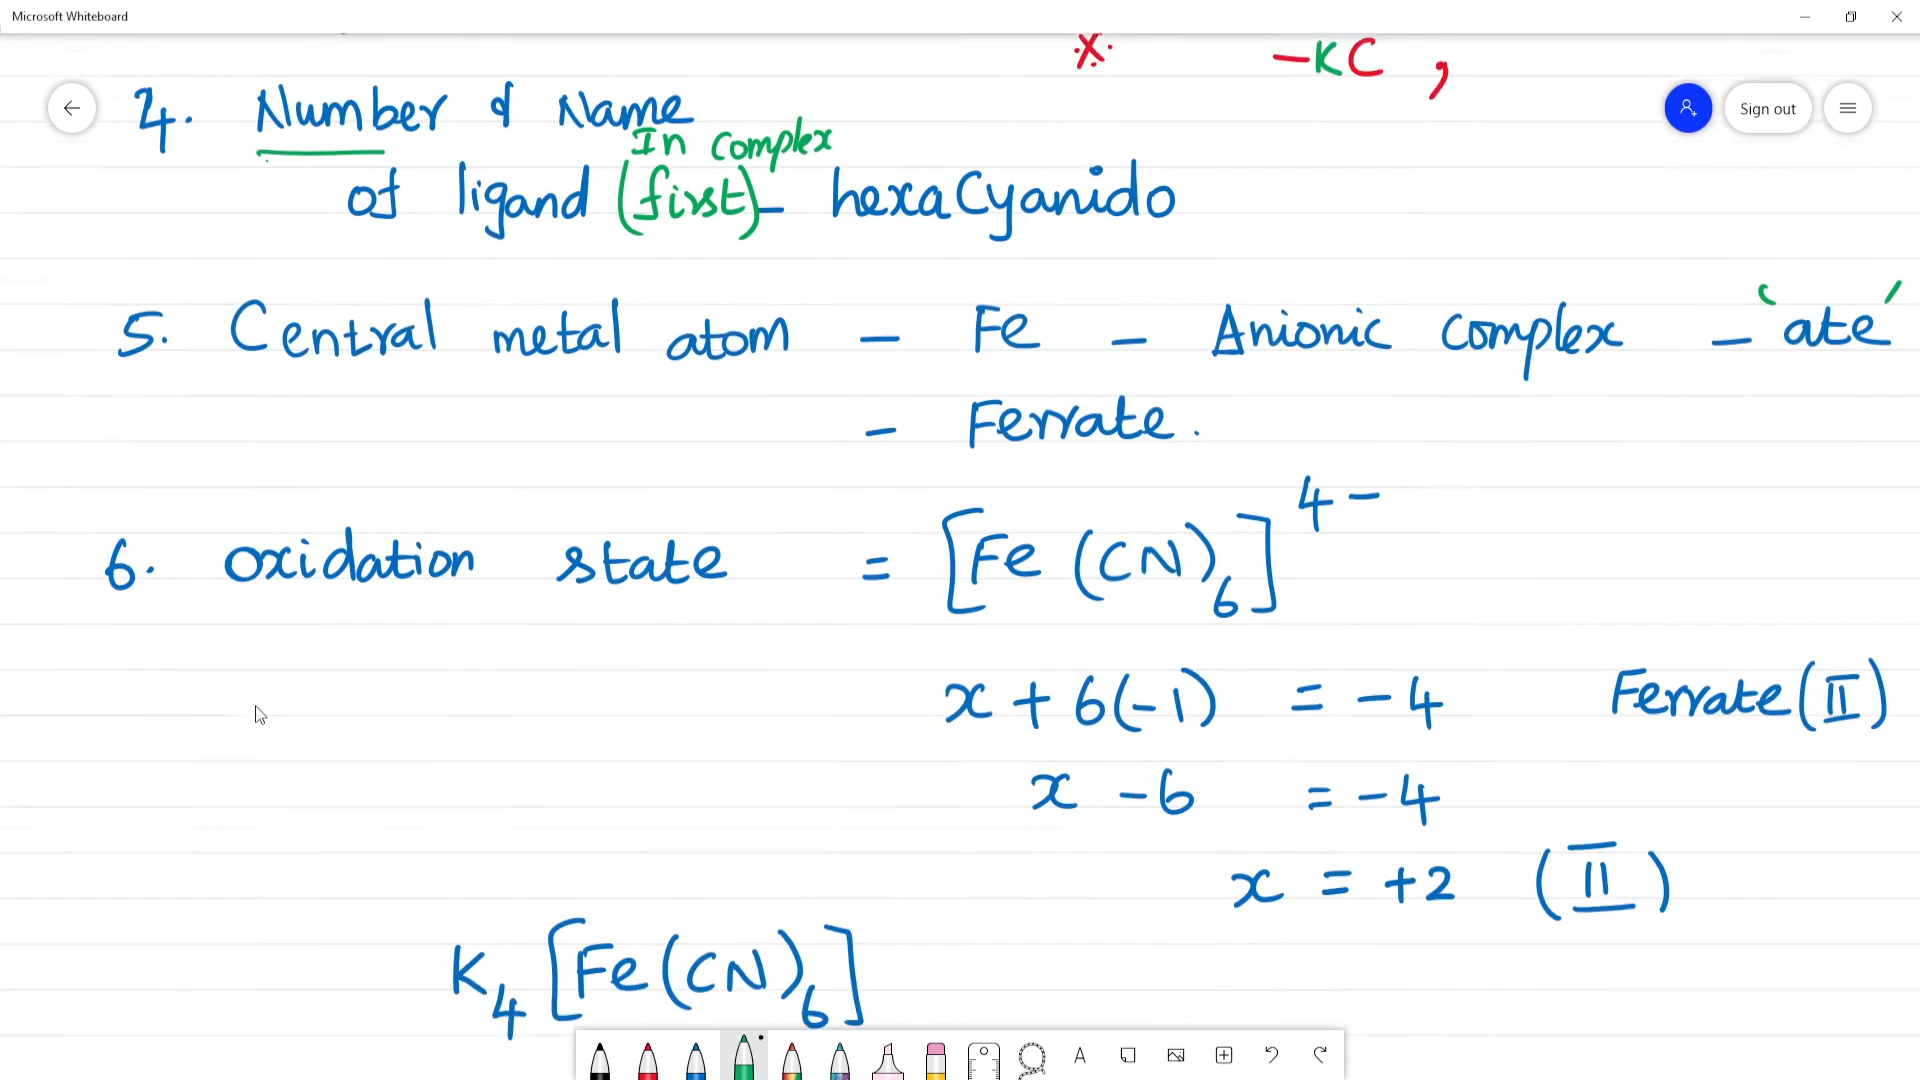 Microsoft Whiteboard
-KC ,
4. Number & Name
In complex
of ligand (first) - hexacyanido
Sign out
5. Central metal atom - Fe - Anionic complex - 'ate'
- Ferrate.
6. oxidation state = [Fe(CN)₆]⁴⁻
x + 6(-1) = -4 Ferrate(II)
x - 6 = -4
x = +2 (II)
K₄[Fe(CN)₆]
A